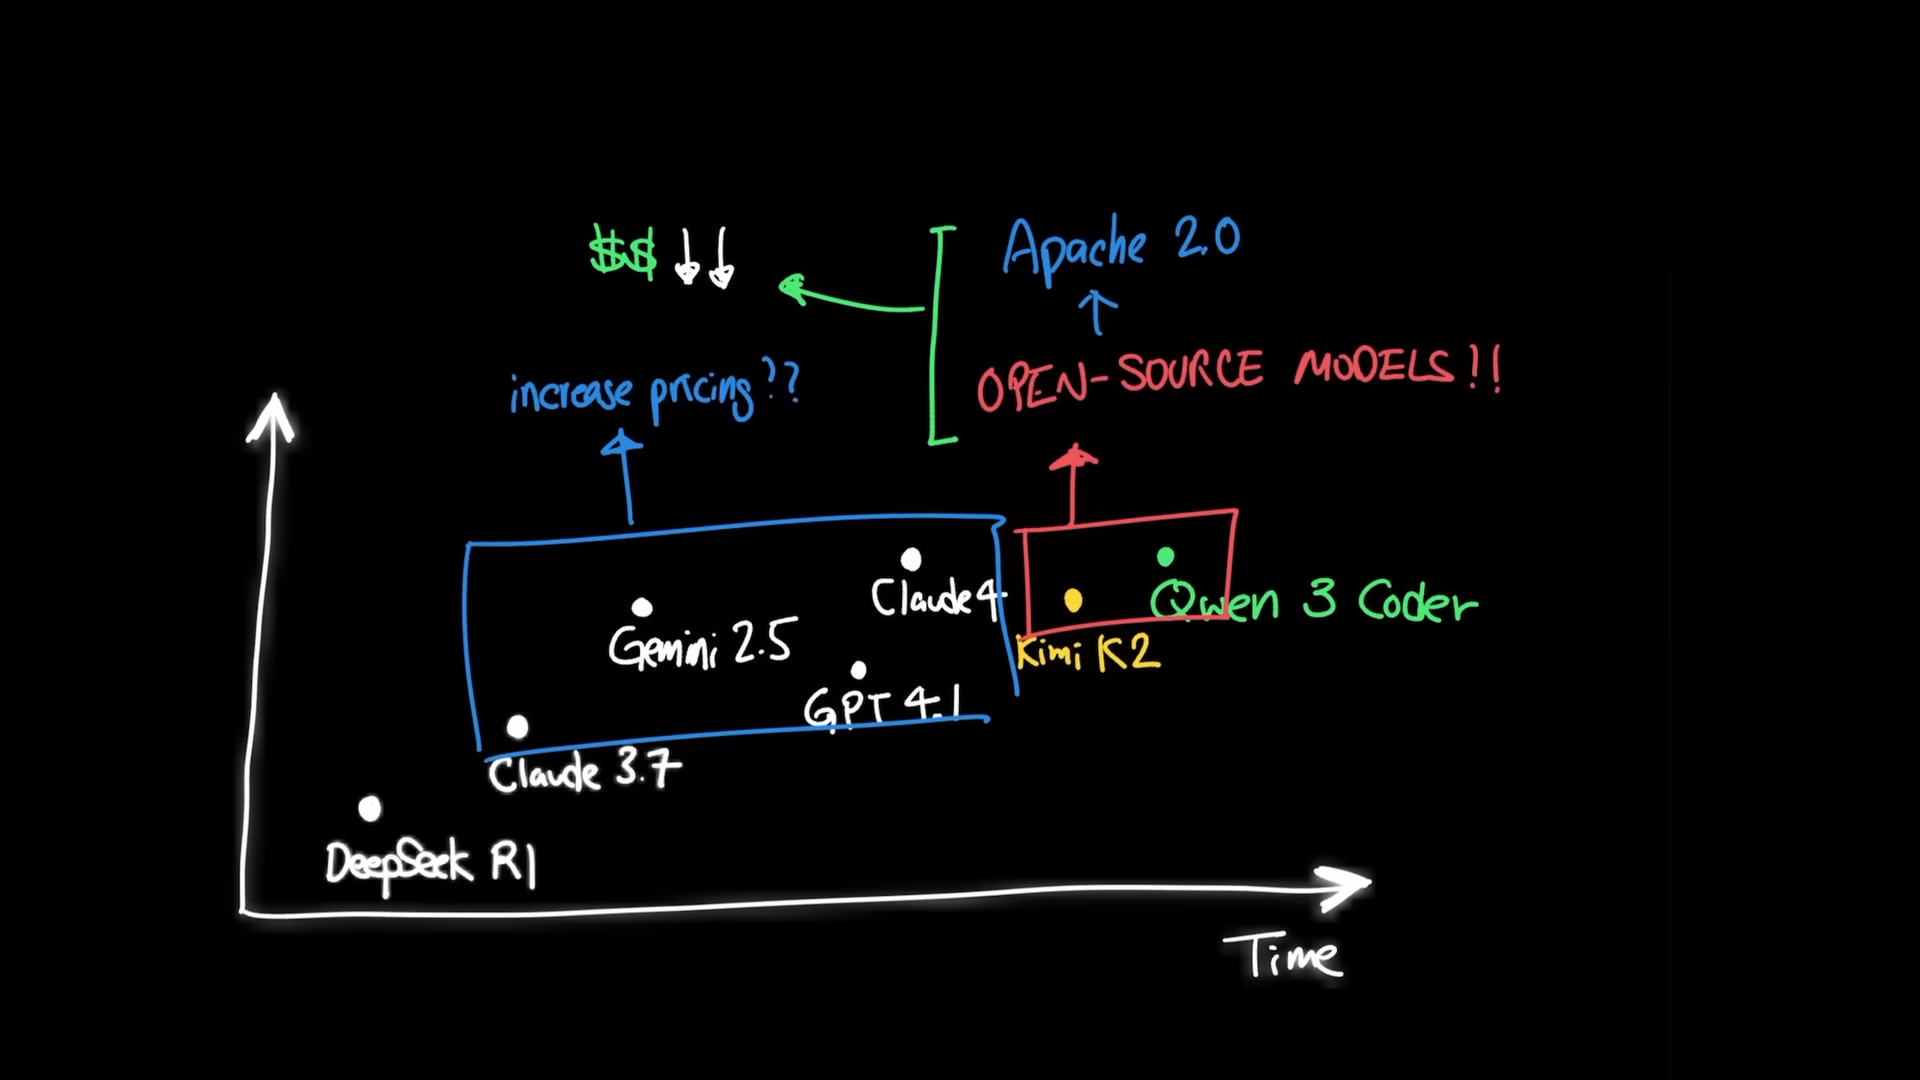 $$ ↓↓
Apache 2.0
increase pricing??
OPEN-SOURCE MODELS!!
Claude 4
Gemini 2.5
Qwen 3 Coder
Kimi K2
GPT 4.1
Claude 3.7
DeepSeek R1
Time